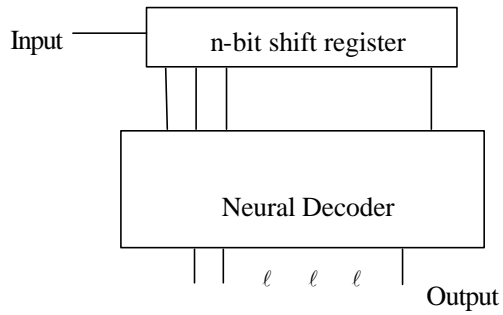 n-bit shift register
Input
Neural Decoder
ℓ ℓ ℓ
Output